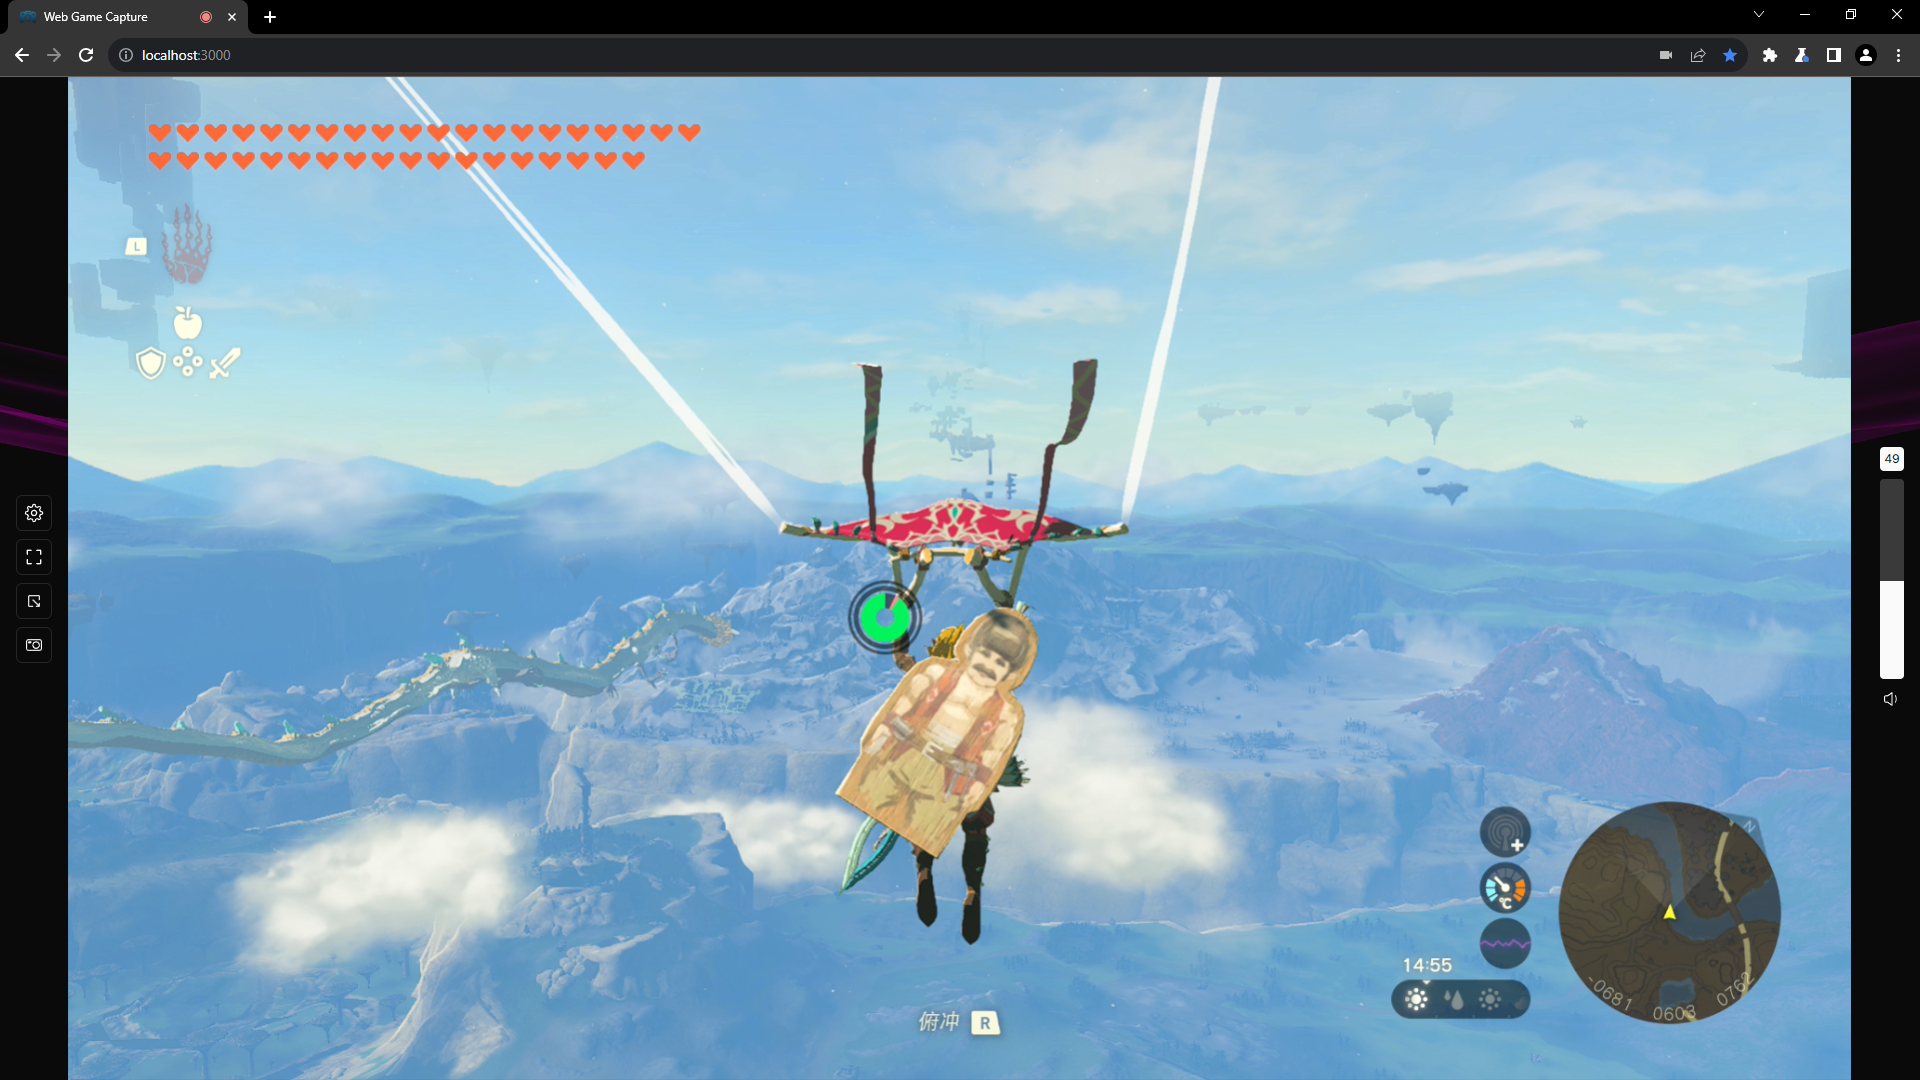 Web Game Capture
localhost:3000
L
49
°C
14:55
N
-0681
0603
0762
俯冲 R